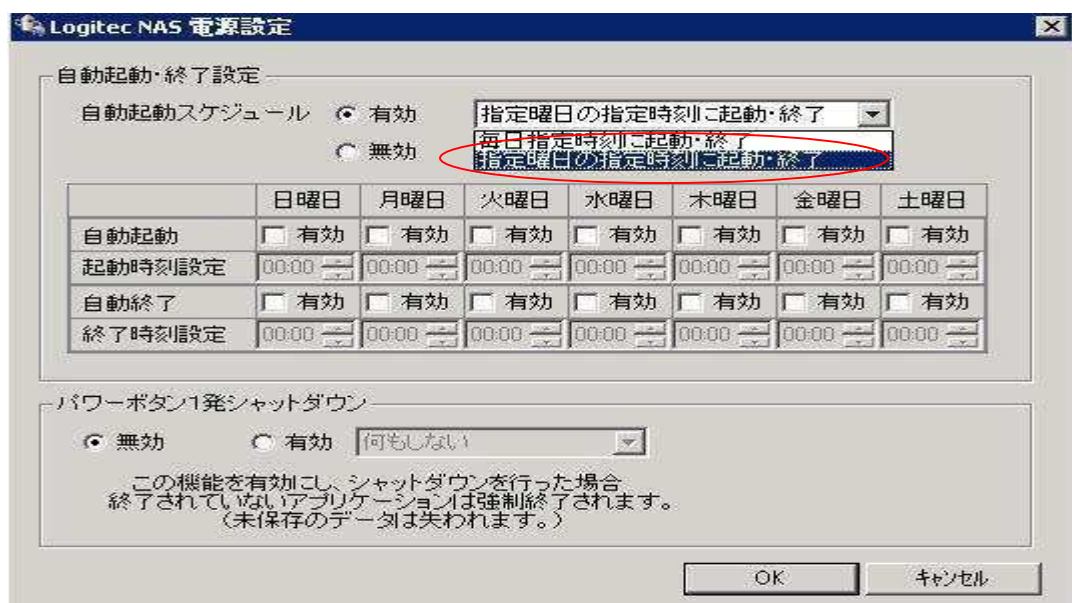 Logitec NAS 電源設定
自動起動・終了設定
自動起動スケジュール 有効 指定曜日の指定時刻に起動・終了
毎日指定時刻に起動・終了
無効 指定曜日の指定時刻に起動・終了
日曜日 月曜日 火曜日 水曜日 木曜日 金曜日 土曜日
自動起動 有効 有効 有効 有効 有効 有効 有効
起動時刻設定 00:00 00:00 00:00 00:00 00:00 00:00 00:00
自動終了 有効 有効 有効 有効 有効 有効 有効
終了時刻設定 00:00 00:00 00:00 00:00 00:00 00:00 00:00
パワーボタン1発シャットダウン
無効 有効 何もしない
この機能を有効にし、シャットダウンを行った場合
終了されていないアプリケーションは強制終了されます。
(未保存のデータは失われます。)
OK キャンセル